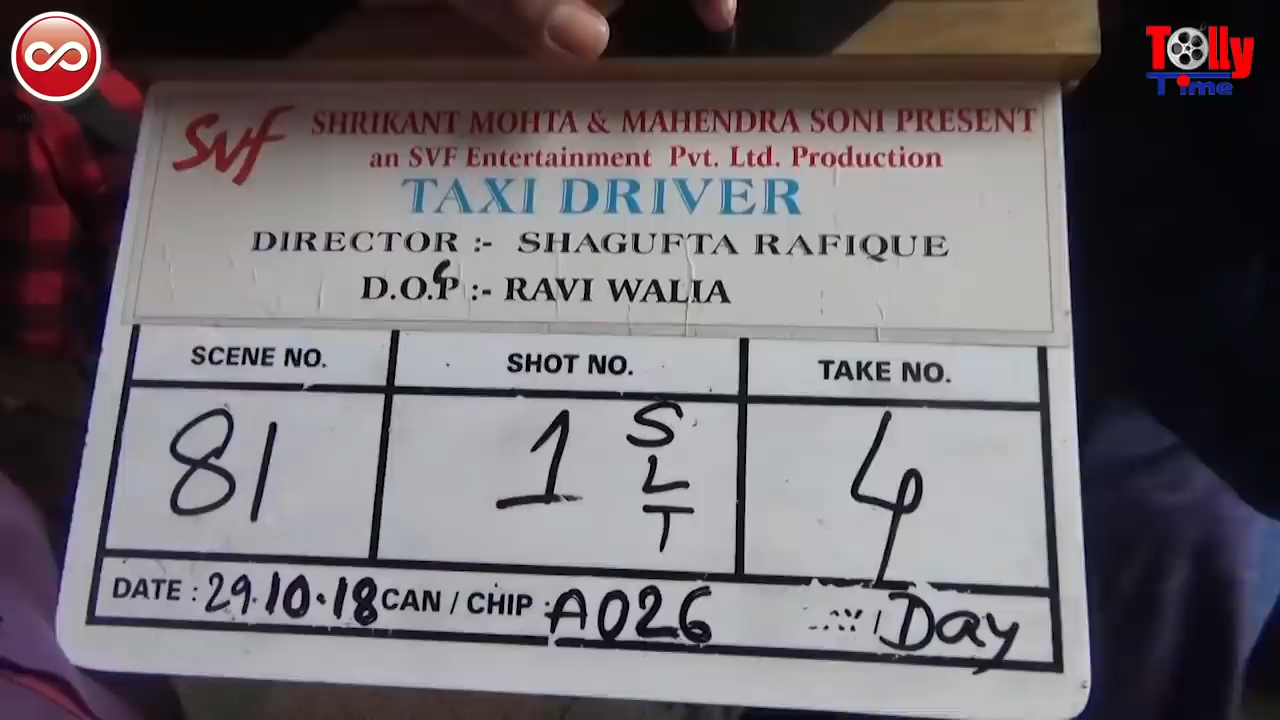 Tolly
Time
Svf
SHRIKANT MOHTA & MAHENDRA SONI PRESENT
an SVF Entertainment Pvt. Ltd. Production
TAXI DRIVER
DIRECTOR :- SHAGUFTA RAFIQUE
D.O.P :- RAVI WALIA
SCENE NO. SHOT NO. TAKE NO.
81 1 S L T 4
DATE : 29.10.18 CAN / CHIP : A026 Day